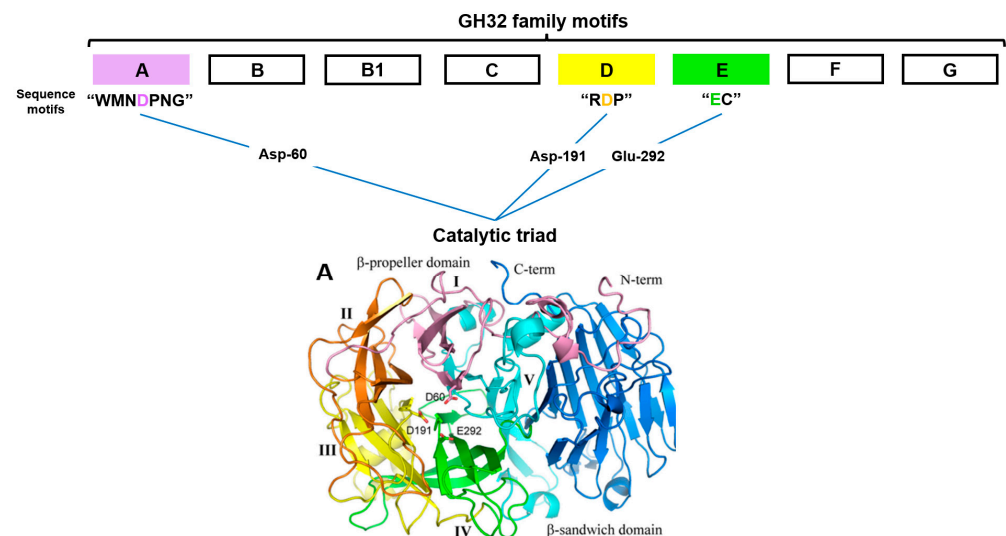 GH32 family motifs
A B B1 C D E F G
Sequence motifs “WMNDPNG” “RDP” “EC”
Asp-60 Asp-191 Glu-292
Catalytic triad
A β-propeller domain C-term N-term
I
II
V
D60
D191 E292
III
IV β-sandwich domain